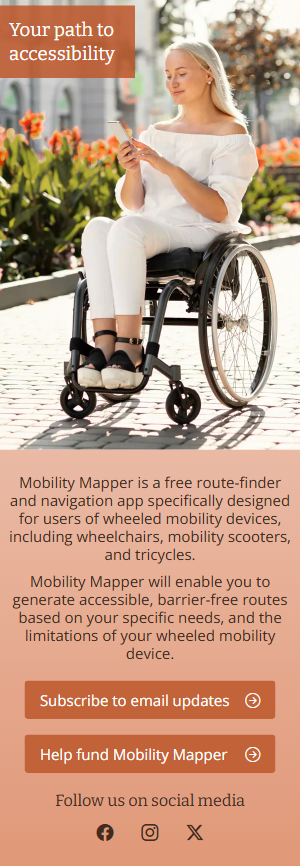 Your path to
accessibility
Mobility Mapper is a free route-finder
and navigation app specifically designed
for users of wheeled mobility devices,
including wheelchairs, mobility scooters,
and tricycles.
Mobility Mapper will enable you to
generate accessible, barrier-free routes
based on your specific needs, and the
limitations of your wheeled mobility
device.
Subscribe to email updates
Help fund Mobility Mapper
Follow us on social media